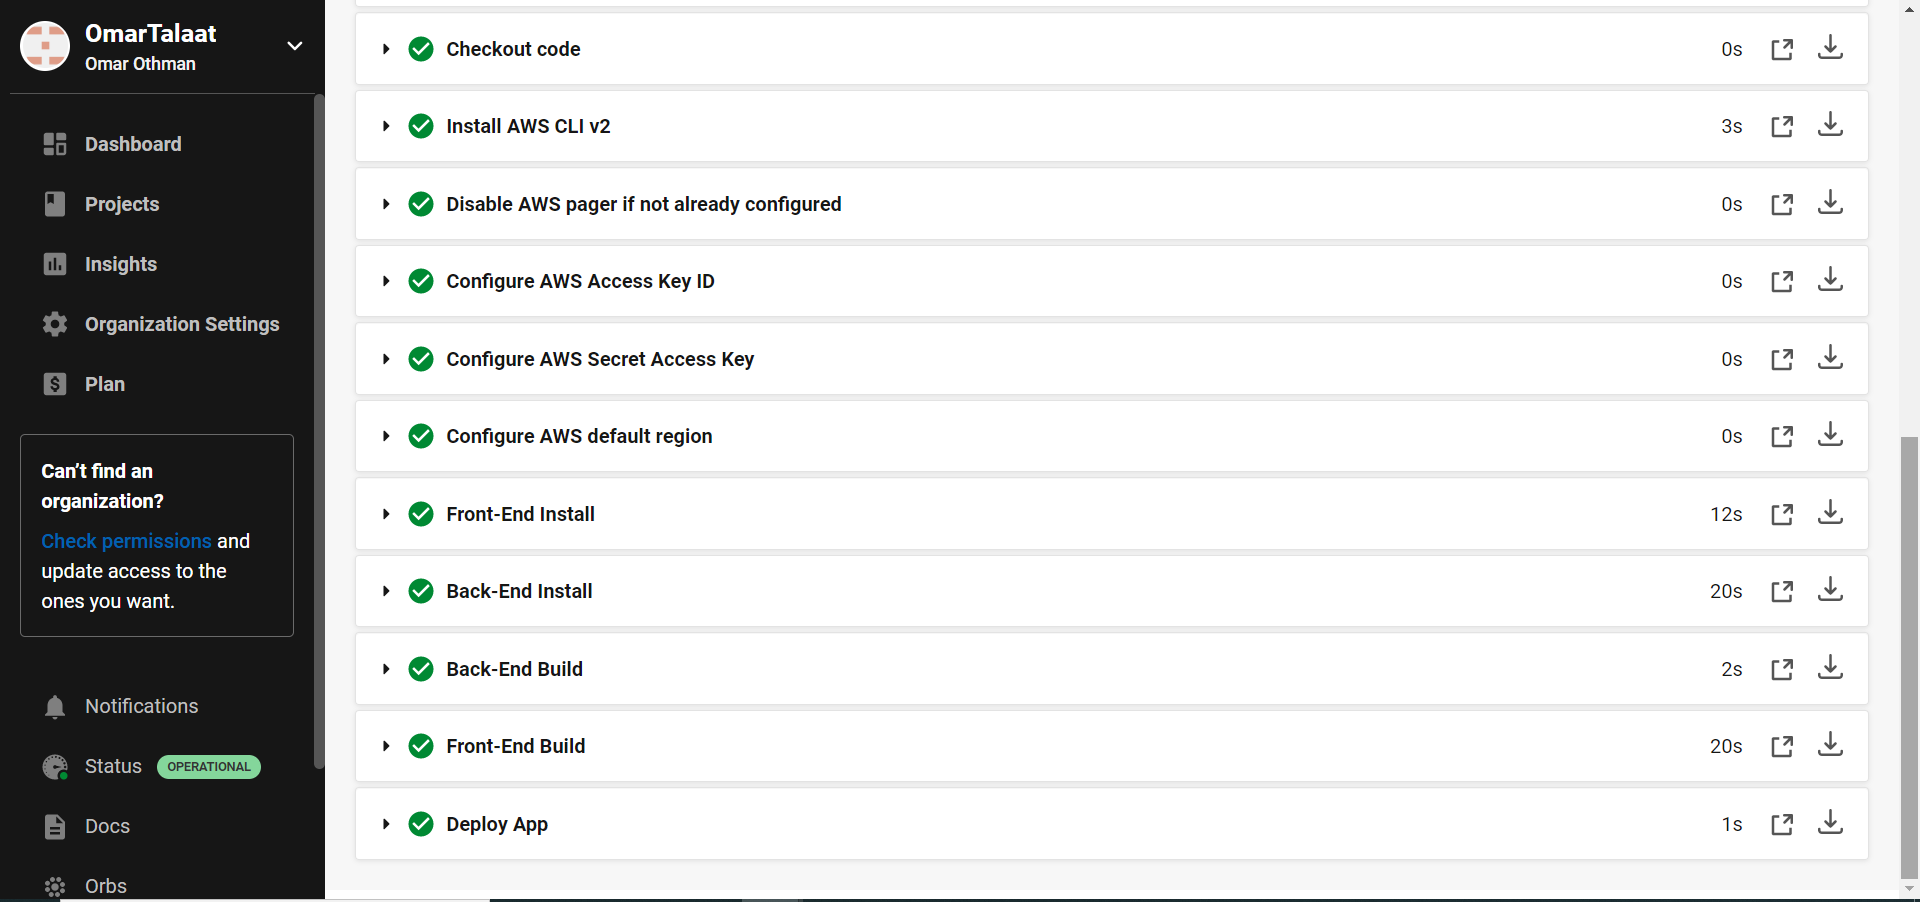 OmarTalaat
Omar Othman
Dashboard
Projects
Insights
Organization Settings
Plan
Can't find an
organization?
Check permissions and
update access to the
ones you want.
Notifications
Status OPERATIONAL
Docs
Orbs
Checkout code 0s
Install AWS CLI v2 3s
Disable AWS pager if not already configured 0s
Configure AWS Access Key ID 0s
Configure AWS Secret Access Key 0s
Configure AWS default region 0s
Front-End Install 12s
Back-End Install 20s
Back-End Build 2s
Front-End Build 20s
Deploy App 1s